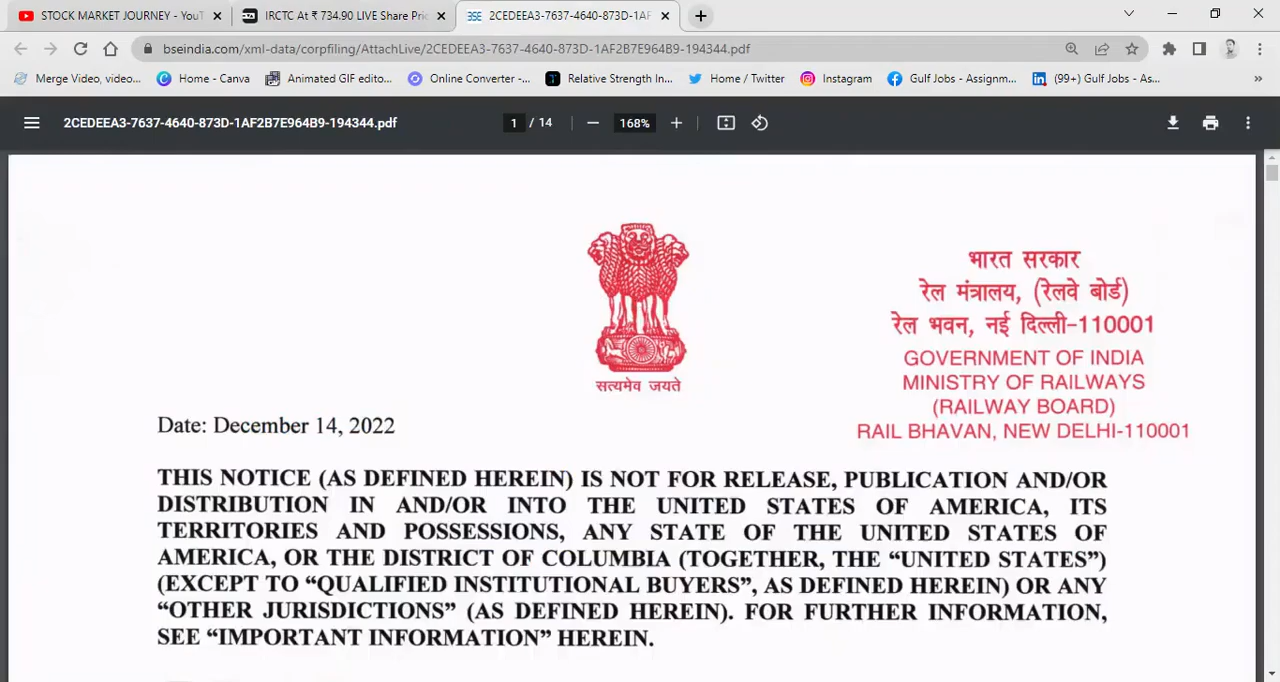 STOCK MARKET JOURNEY - YouT
IRCTC At ₹ 734.90 LIVE Share Pric
2CEDEEA3-7637-4640-873D-1AF2B
bseindia.com/xml-data/corpfiling/AttachLive/2CEDEEA3-7637-4640-873D-1AF2B7E964B9-194344.pdf
Merge Video, video...
Home - Canva
Animated GIF edito...
Online Converter -...
Relative Strength In...
Home / Twitter
Instagram
Gulf Jobs - Assignm...
(99+) Gulf Jobs - As...
2CEDEEA3-7637-4640-873D-1AF2B7E964B9-194344.pdf
1 / 14
168%
सत्यमेव जयते
भारत सरकार
रेल मंत्रालय, (रेलवे बोर्ड)
रेल भवन, नई दिल्ली-110001
GOVERNMENT OF INDIA
MINISTRY OF RAILWAYS
(RAILWAY BOARD)
RAIL BHAVAN, NEW DELHI-110001
Date: December 14, 2022
THIS NOTICE (AS DEFINED HEREIN) IS NOT FOR RELEASE, PUBLICATION AND/OR
DISTRIBUTION IN AND/OR INTO THE UNITED STATES OF AMERICA, ITS
TERRITORIES AND POSSESSIONS, ANY STATE OF THE UNITED STATES OF
AMERICA, OR THE DISTRICT OF COLUMBIA (TOGETHER, THE “UNITED STATES”)
(EXCEPT TO “QUALIFIED INSTITUTIONAL BUYERS”, AS DEFINED HEREIN) OR ANY
“OTHER JURISDICTIONS” (AS DEFINED HEREIN). FOR FURTHER INFORMATION,
SEE “IMPORTANT INFORMATION” HEREIN.